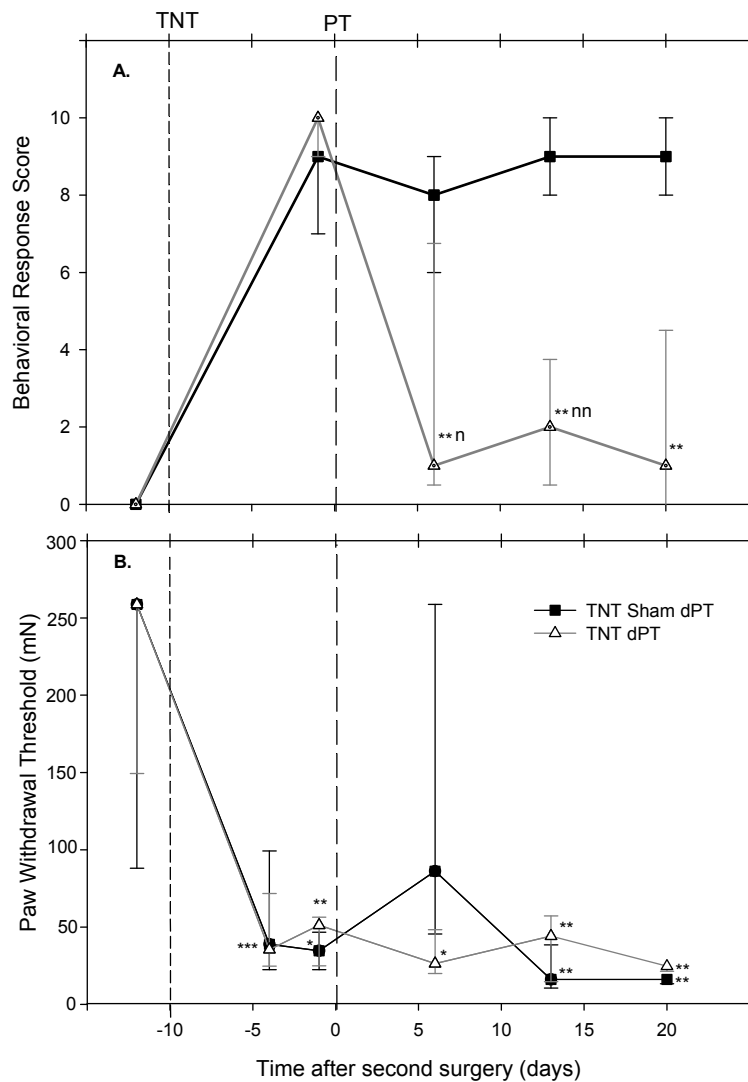 TNT PT
A.
10
8
6
4
2
0
Behavioral Response Score
** n
** nn
**
B.
300
250
200
150
100
50
0
Paw Withdrawal Threshold (mN)
TNT Sham dPT
TNT dPT
***
**
*
*
**
**
**
**
-10 -5 0 5 10 15 20
Time after second surgery (days)